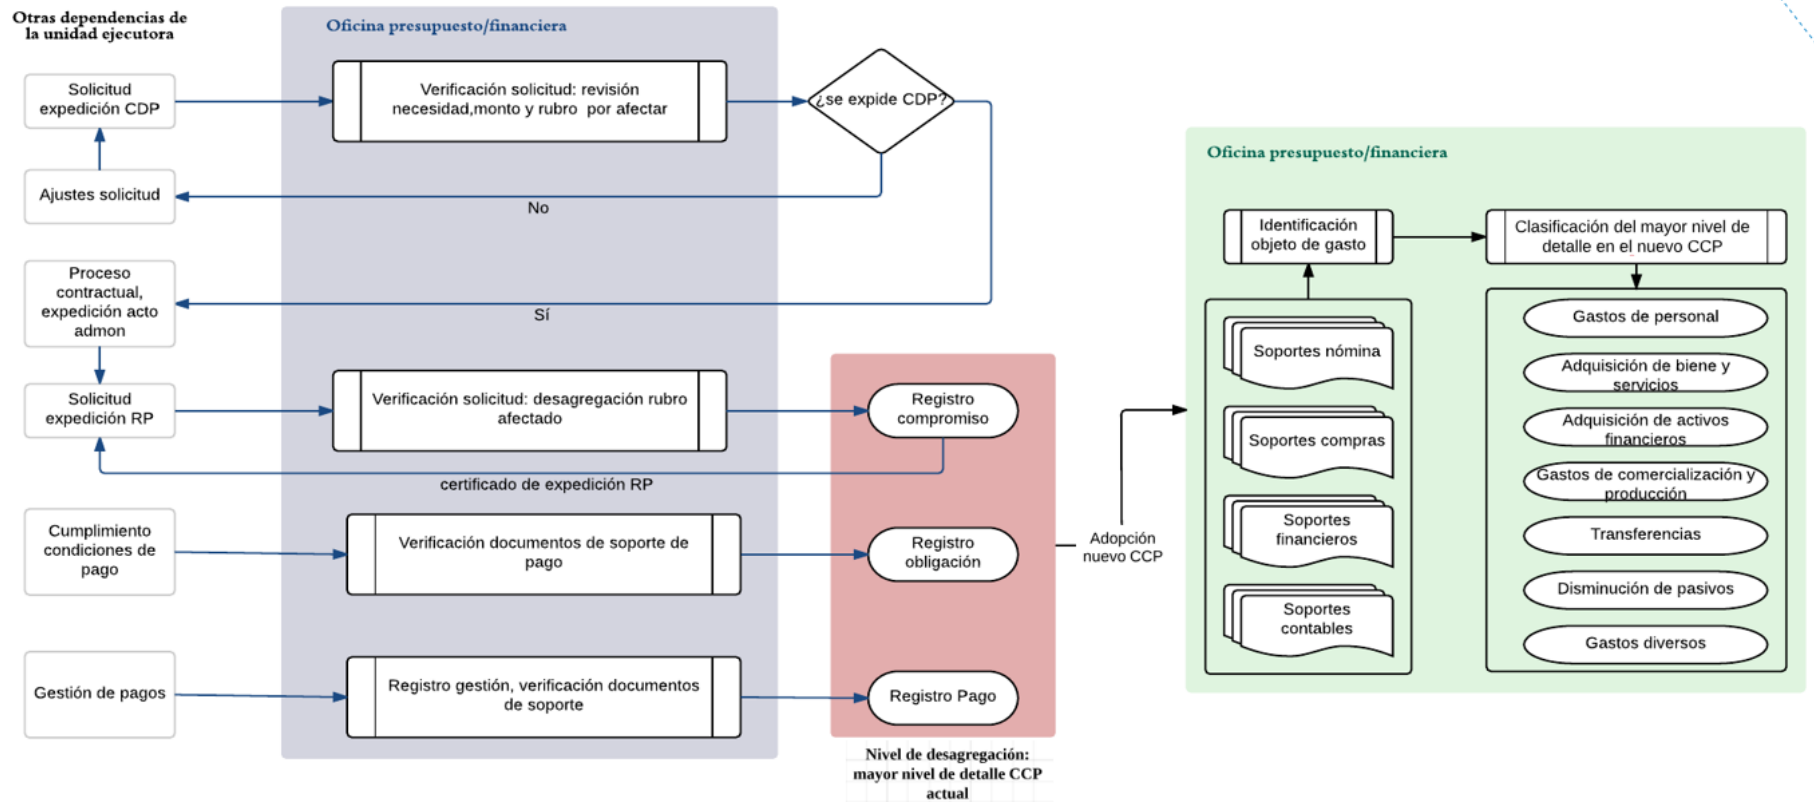 Otras dependencias de
la unidad ejecutora
Oficina presupuesto/financiera
Solicitud
expedición CDP
Verificación solicitud: revisión
necesidad,monto y rubro por afectar
¿se expide CDP?
Ajustes solicitud
No
Proceso
contractual,
expedición acto
admon
Sí
Solicitud
expedición RP
Verificación solicitud: desagregación rubro
afectado
Registro
compromiso
certificado de expedición RP
Cumplimiento
condiciones de
pago
Verificación documentos de soporte de
pago
Registro
obligación
Gestión de pagos
Registro gestión, verificación documentos
de soporte
Registro Pago
Nivel de desagregación:
mayor nivel de detalle CCP
actual
Adopción
nuevo CCP
Oficina presupuesto/financiera
Identificación
objeto de gasto
Clasificación del mayor nivel de
detalle en el nuevo CCP
Soportes nómina
Soportes compras
Soportes
financieros
Soportes
contables
Gastos de personal
Adquisición de biene y
servicios
Adquisición de activos
financieros
Gastos de comercialización y
producción
Transferencias
Disminución de pasivos
Gastos diversos